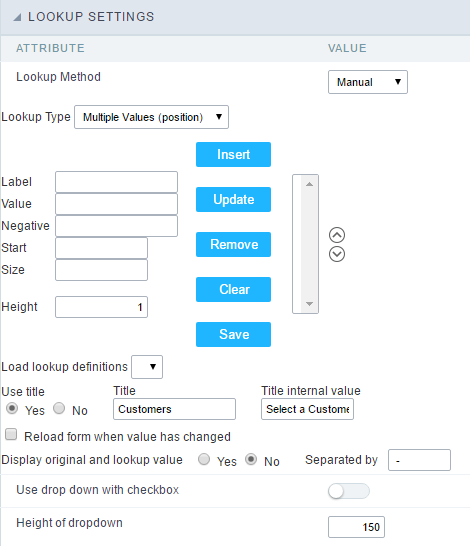 LOOKUP SETTINGS
ATTRIBUTE VALUE
Lookup Method Manual
Lookup Type Multiple Values (position)
Insert
Label
Value Update
Negative
Start Remove
Size
Clear
Height 1
Save
Load lookup definitions
Use title Title Title internal value
Yes No Customers Select a Custome
Reload form when value has changed
Display original and lookup value Yes No Separated by -
Use drop down with checkbox
Height of dropdown 150